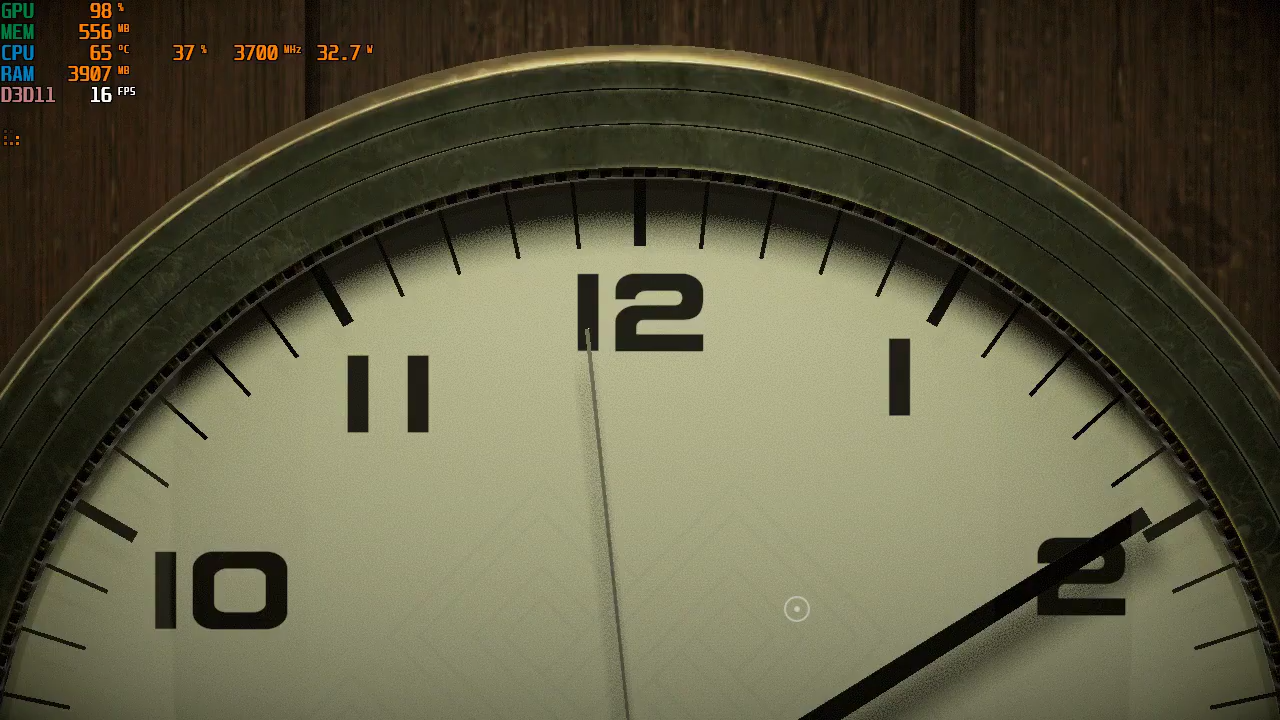 GPU 98 %
MEM 556 MB
CPU 65 °C 37 % 3700 MHz 32.7 W
RAM 3907 MB
D3D11 16 FPS
12
11
1
10
2